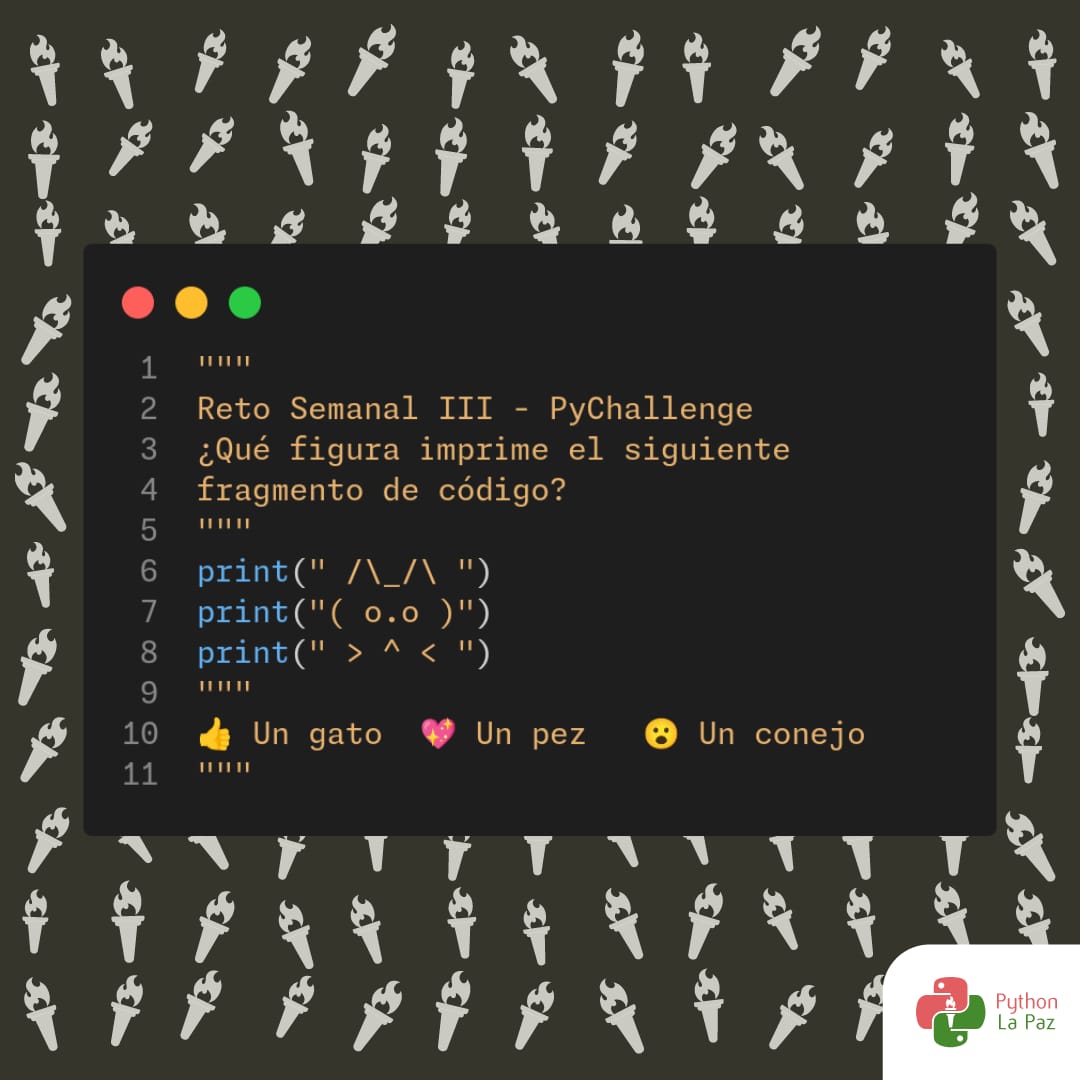 1 """
2 Reto Semanal III - PyChallenge
3 ¿Qué figura imprime el siguiente
4 fragmento de código?
5 """
6 print(" /\_/\ ")
7 print("( o.o )")
8 print(" > ^ < ")
9 """
10 👍 Un gato 💖 Un pez 😮 Un conejo
11 """
Python
La Paz